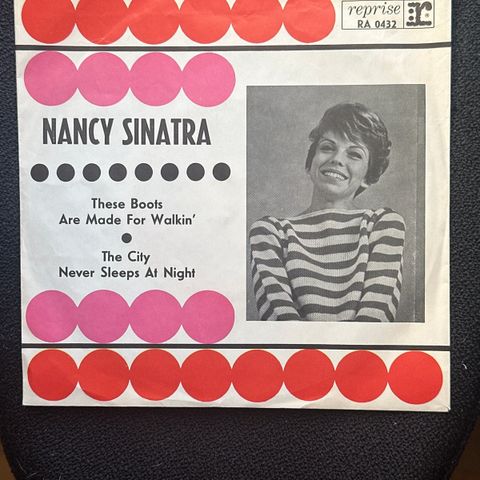 reprise
RA 0432
r:
NANCY SINATRA
These Boots
Are Made For Walkin'
The City
Never Sleeps At Night